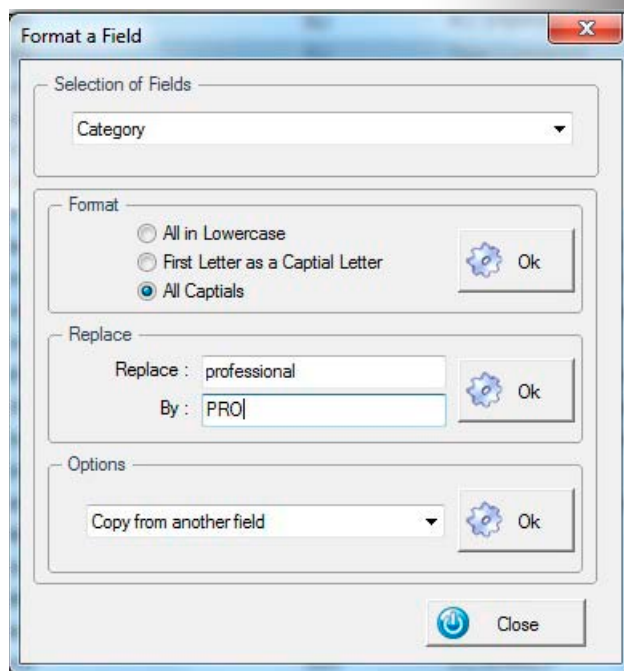 Format a Field
Selection of Fields
Category
Format
All in Lowercase
First Letter as a Captial Letter
All Captials
Ok
Replace
Replace : professional
By : PRO
Ok
Options
Copy from another field
Ok
Close